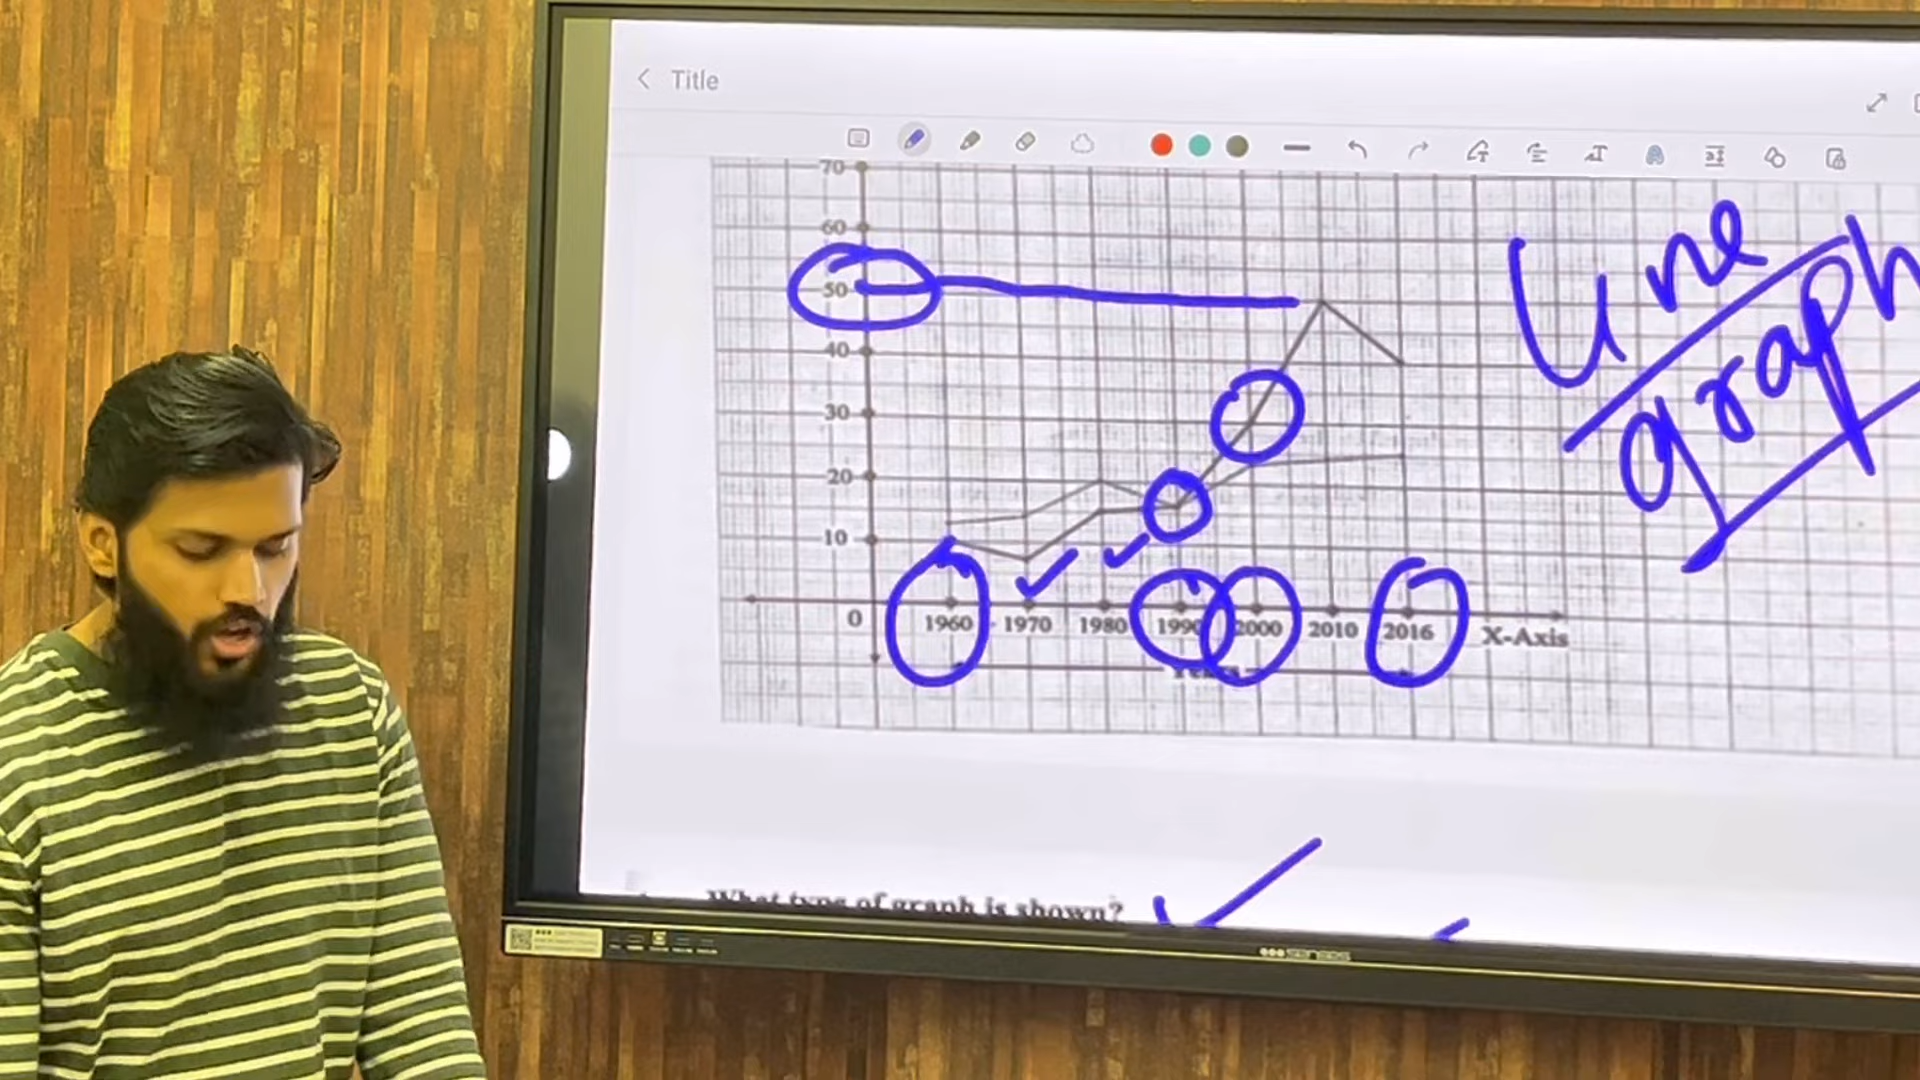 Title
70
60
50
40
30
20
10
0 1960 1970 1980 1990 2000 2010 2016 X-Axis
Line
graph
What type of graph is shown?